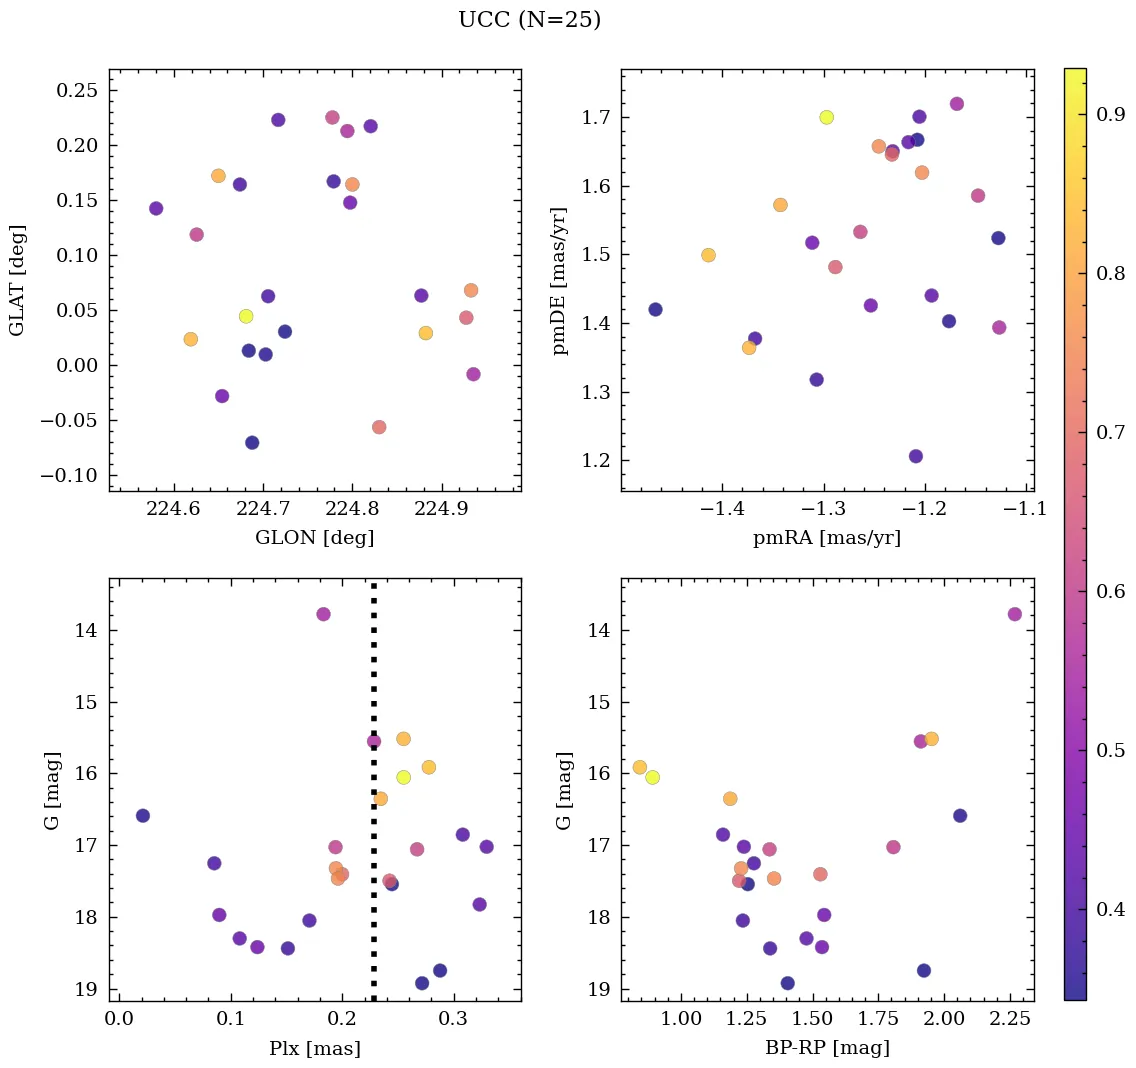 UCC (N=25)
0.25
0.20
0.15
0.10
0.05
0.00
−0.05
−0.10
GLAT [deg]
224.6 224.7 224.8 224.9
GLON [deg]
1.7
1.6
1.5
1.4
1.3
1.2
pmDE [mas/yr]
−1.4 −1.3 −1.2 −1.1
pmRA [mas/yr]
14
15
16
17
18
19
G [mag]
0.0 0.1 0.2 0.3
Plx [mas]
14
15
16
17
18
19
G [mag]
1.00 1.25 1.50 1.75 2.00 2.25
BP-RP [mag]
0.9
0.8
0.7
0.6
0.5
0.4